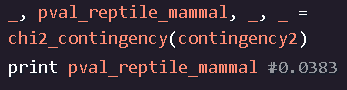 _, pval_reptile_mammal, _, _ =
chi2_contingency(contingency2)
print pval_reptile_mammal #0.0383